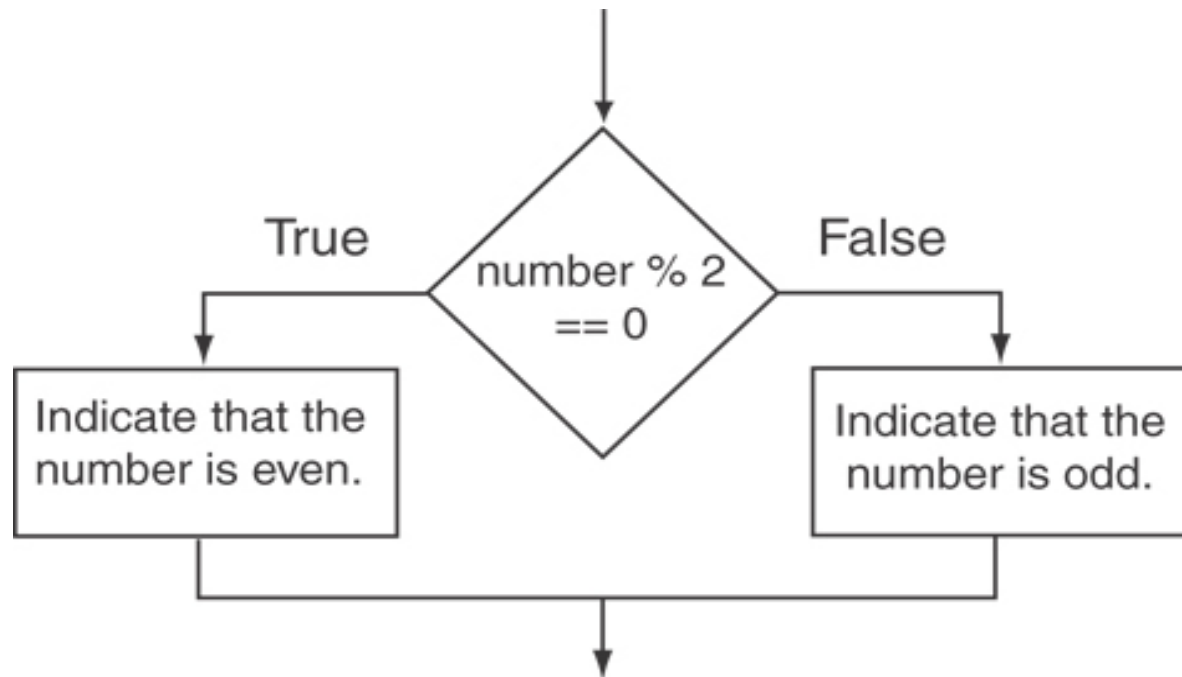 True
False
number % 2
== 0
Indicate that the
number is even.
Indicate that the
number is odd.